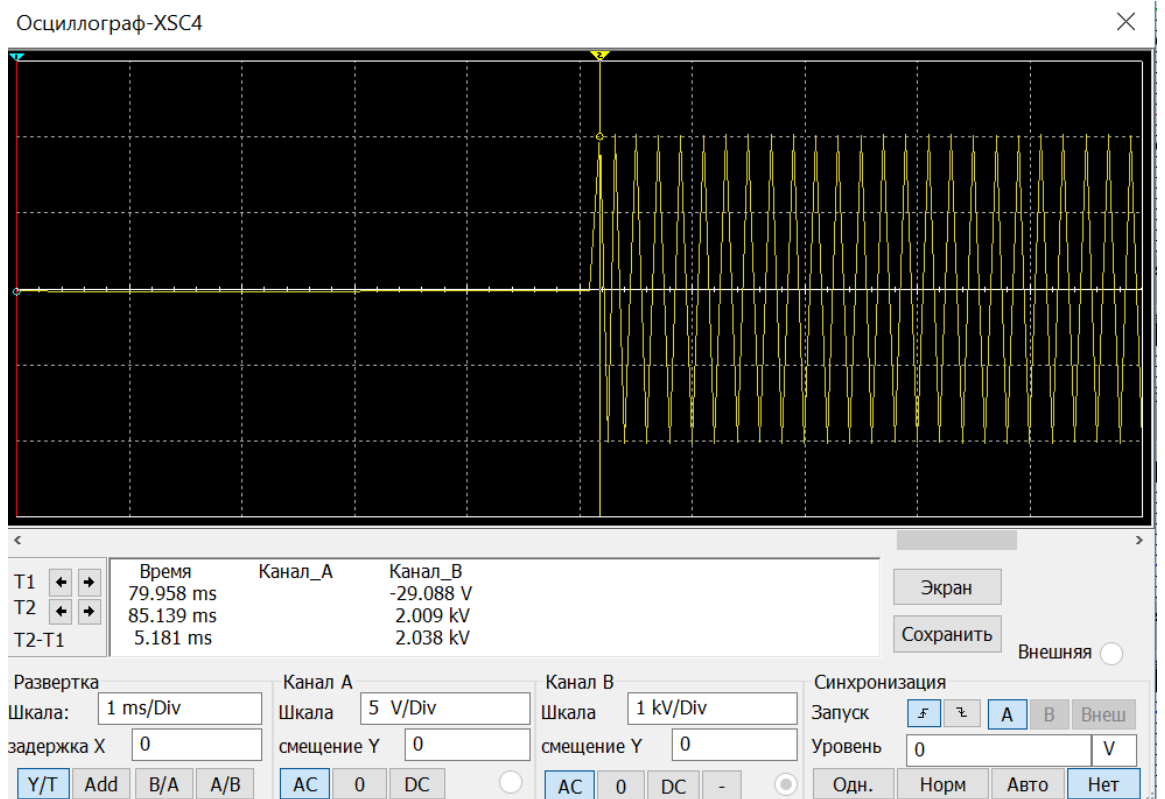 Осциллограф-XSC4
1
2
T1
Время Канал_A Канал_B
79.958 ms -29.088 V
T2
85.139 ms 2.009 kV
T2-T1
5.181 ms 2.038 kV
Экран
Сохранить
Внешняя
Развертка
Шкала: 1 ms/Div
задержка X 0
Y/T Add B/A A/B
Канал A
Шкала 5 V/Div
смещение Y 0
AC 0 DC
Канал B
Шкала 1 kV/Div
смещение Y 0
AC 0 DC -
Синхронизация
Запуск A B Внеш
Уровень 0 V
Одн. Норм Авто Нет